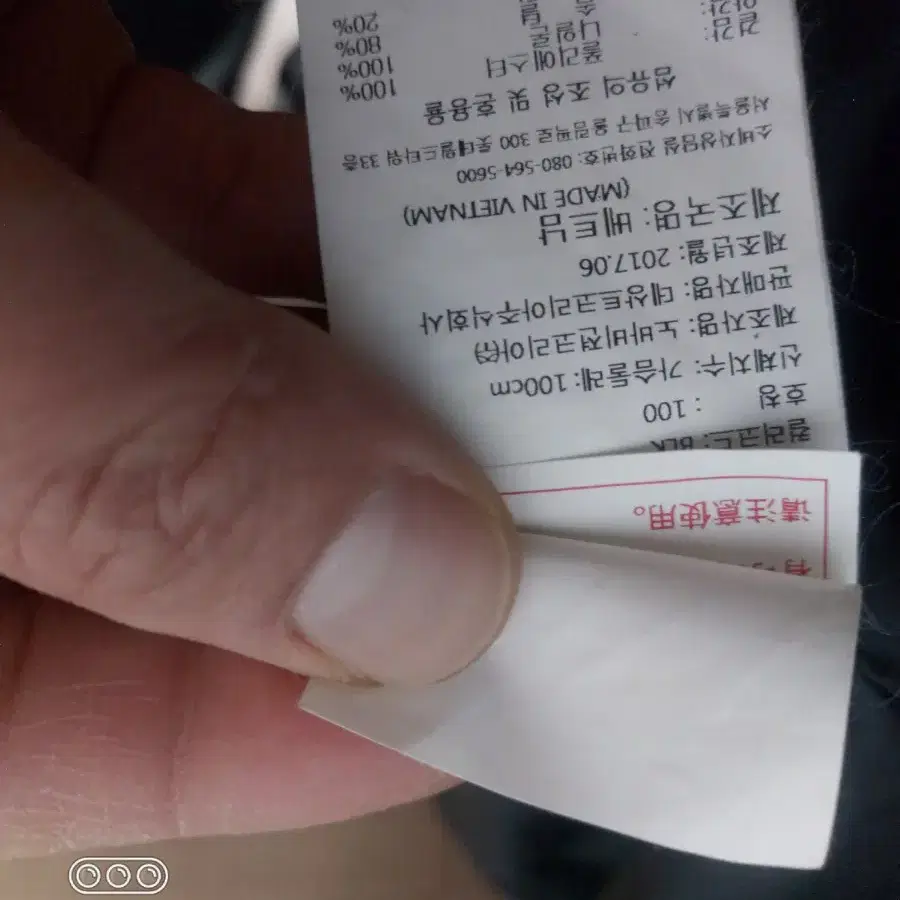 请注意使用。
컬러코드: BLK
호칭 : 100
신체치수: 가슴둘레: 100cm
제조자명: 노바비전코리아㈜
판매자명: 데상트코리아주식회사
제조년월: 2017.06
제조국명: 베트남
(MADE IN VIETNAM)
소비자상담실 전화번호: 080-564-5600
서울특별시 송파구 올림픽로 300 롯데월드타워 33층
섬유의 조성 및 혼용율
겉감: 폴리에스터 100%
안감: 나일론 100%
솜털 80%
20%